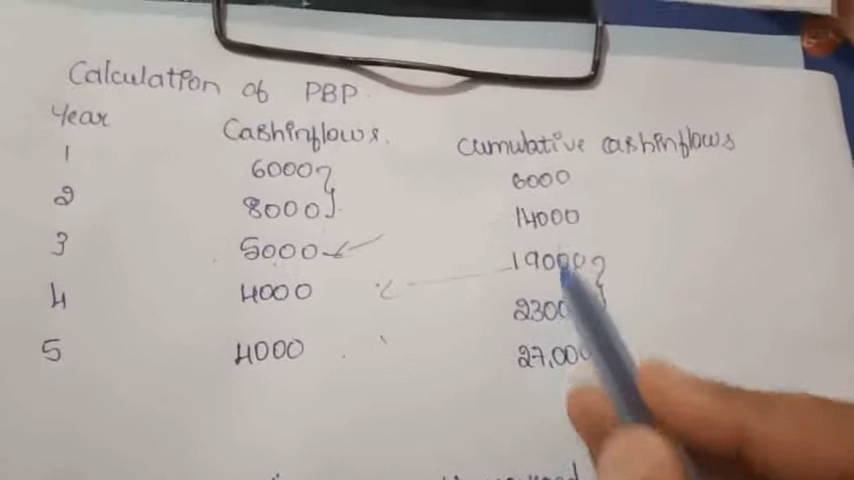 Calculation of PBP.
Year Cashinflows. Cumulative cashinflows
1 6000 6000
2 8000 14000
3 5000 19000
4 4000 2300
5 4000 27,000